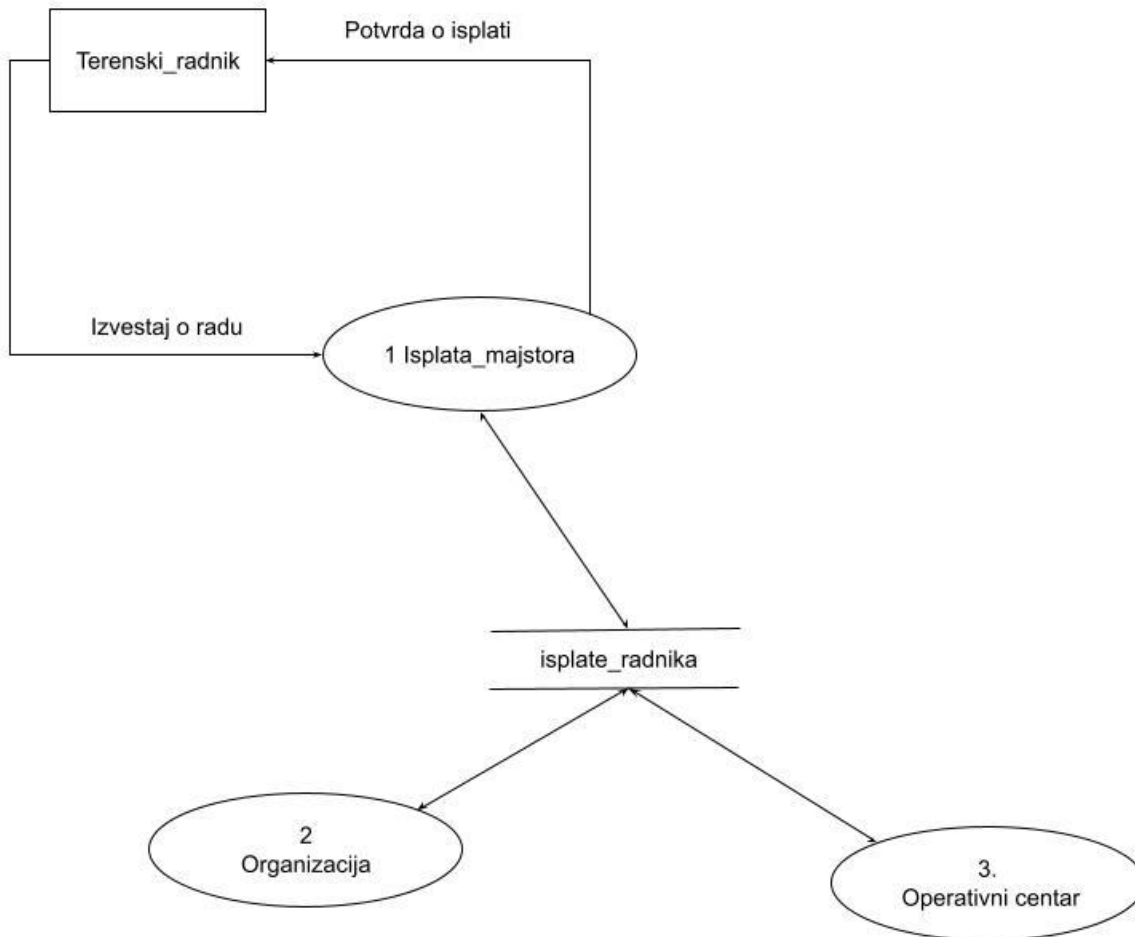 Potvrda o isplati
Terenski_radnik
Izvestaj o radu
1 Isplata_majstora
isplate_radnika
2
Organizacija
3.
Operativni centar